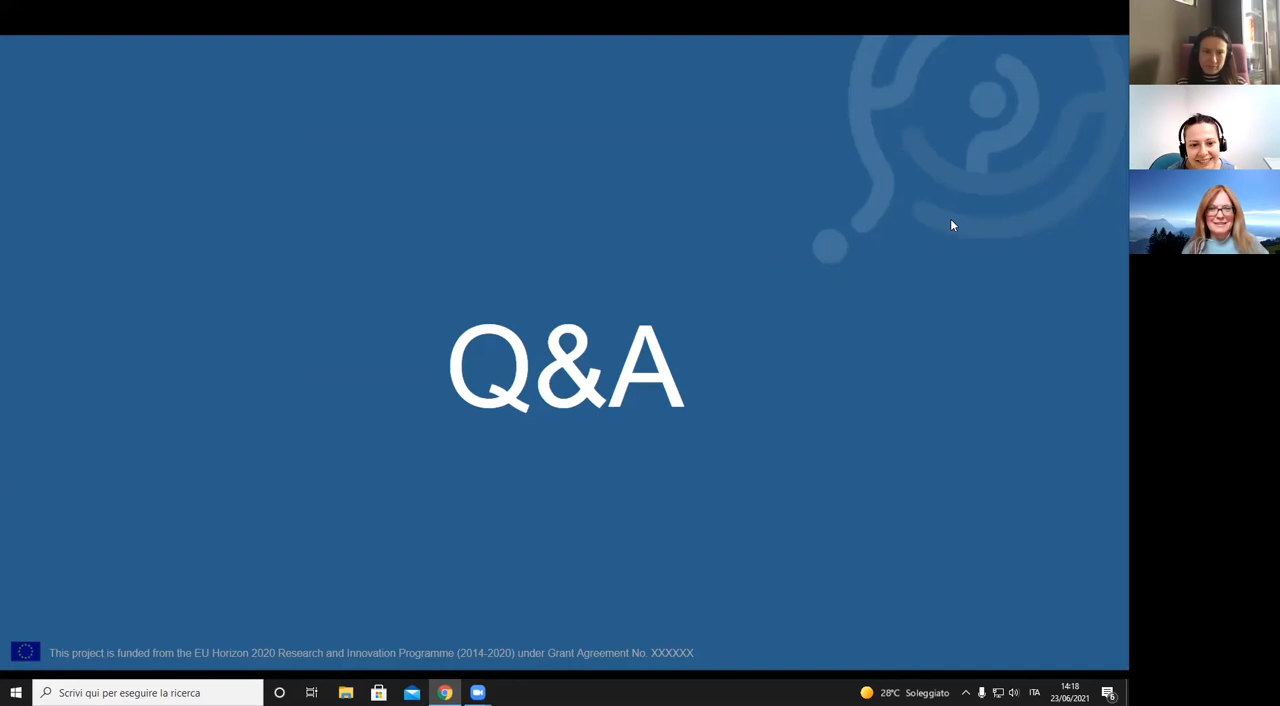 Q&A
This project is funded from the EU Horizon 2020 Research and Innovation Programme (2014-2020) under Grant Agreement No. XXXXXX
Scrivi qui per eseguire la ricerca
28°C Soleggiato
ITA
14:18
23/06/2021
6